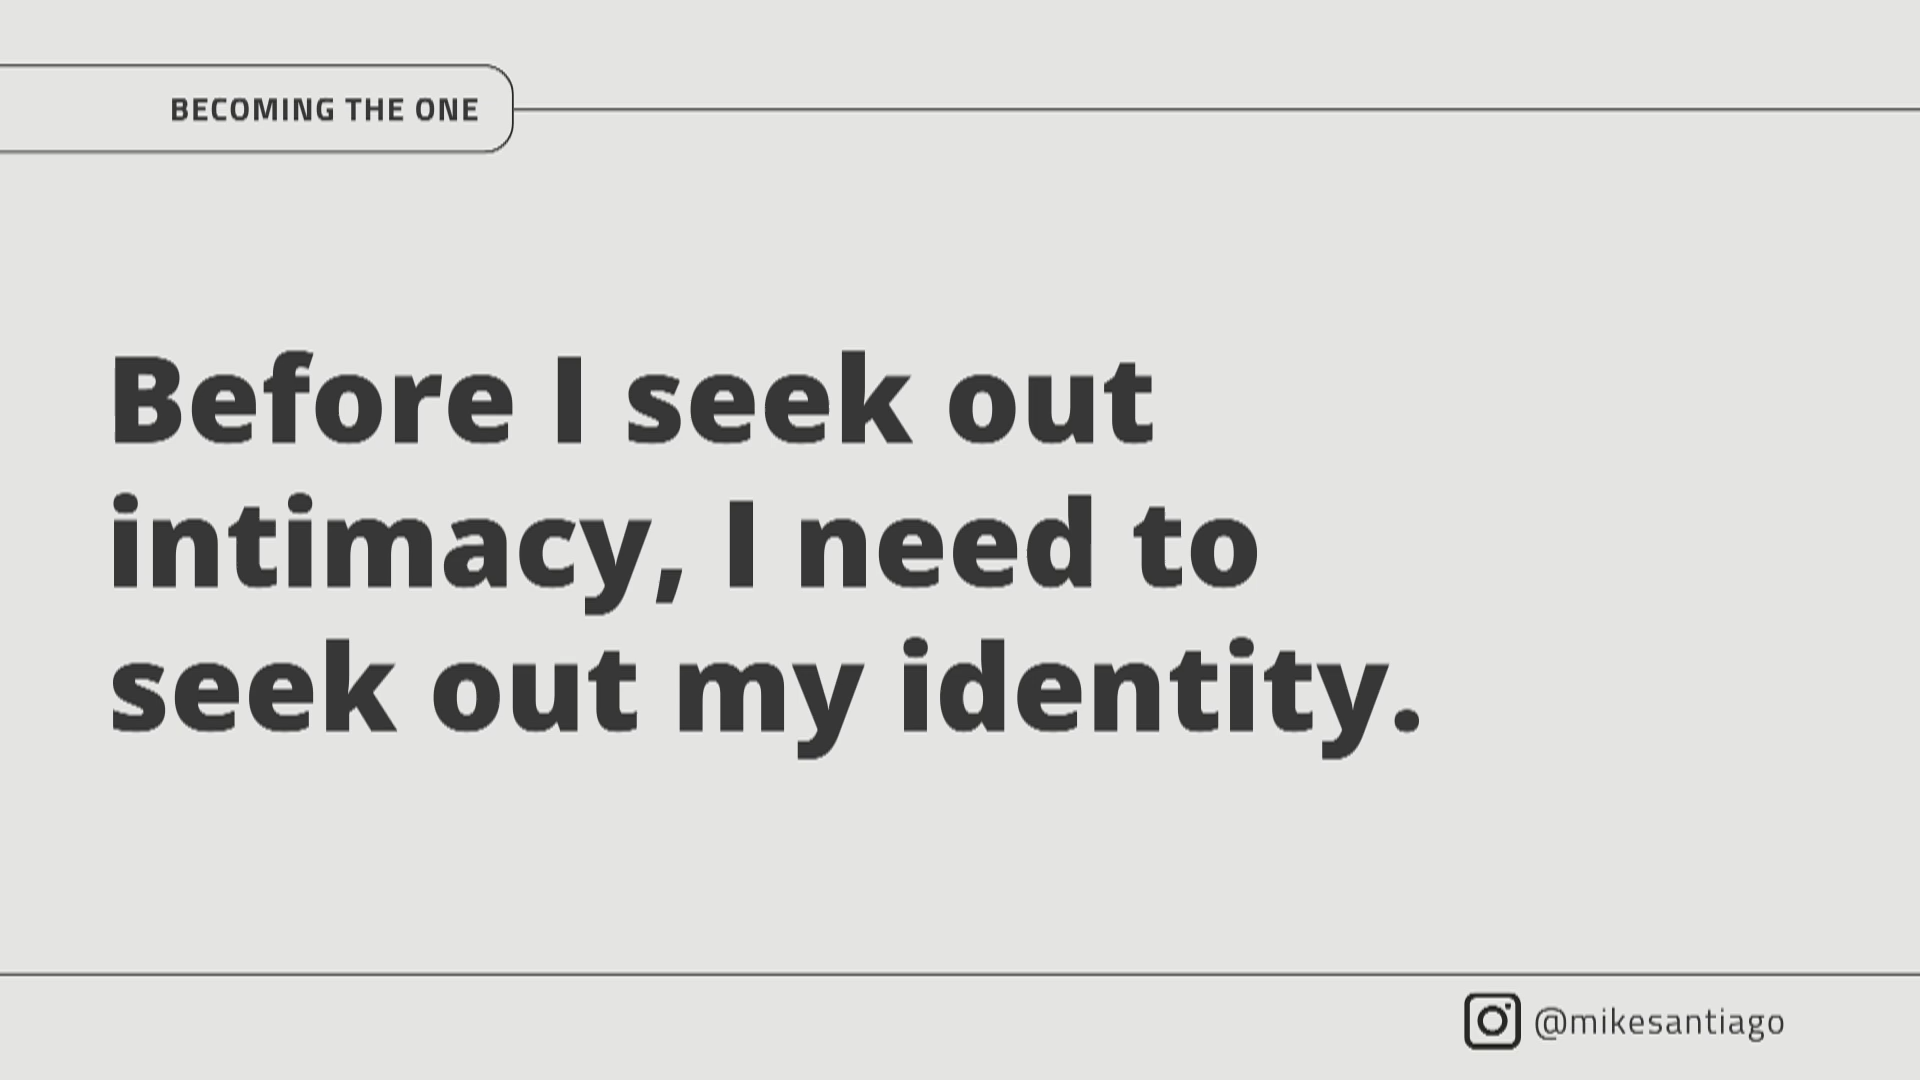 BECOMING THE ONE
Before I seek out
intimacy, I need to
seek out my identity.
@mikesantiago